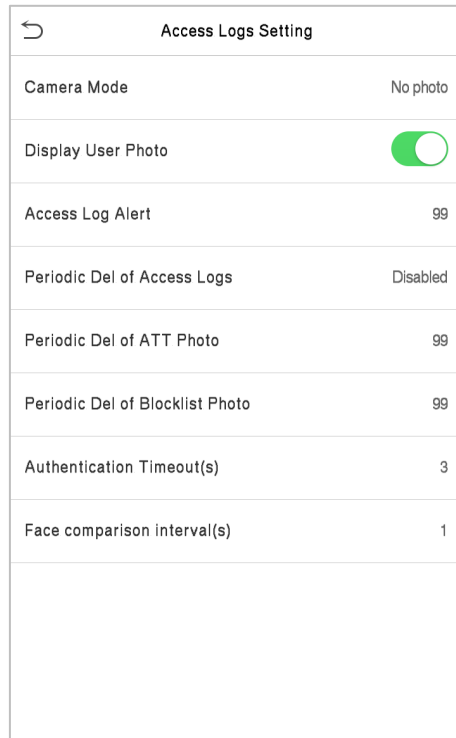 Access Logs Setting
Camera Mode No photo
Display User Photo
Access Log Alert 99
Periodic Del of Access Logs Disabled
Periodic Del of ATT Photo 99
Periodic Del of Blocklist Photo 99
Authentication Timeout(s) 3
Face comparison interval(s) 1